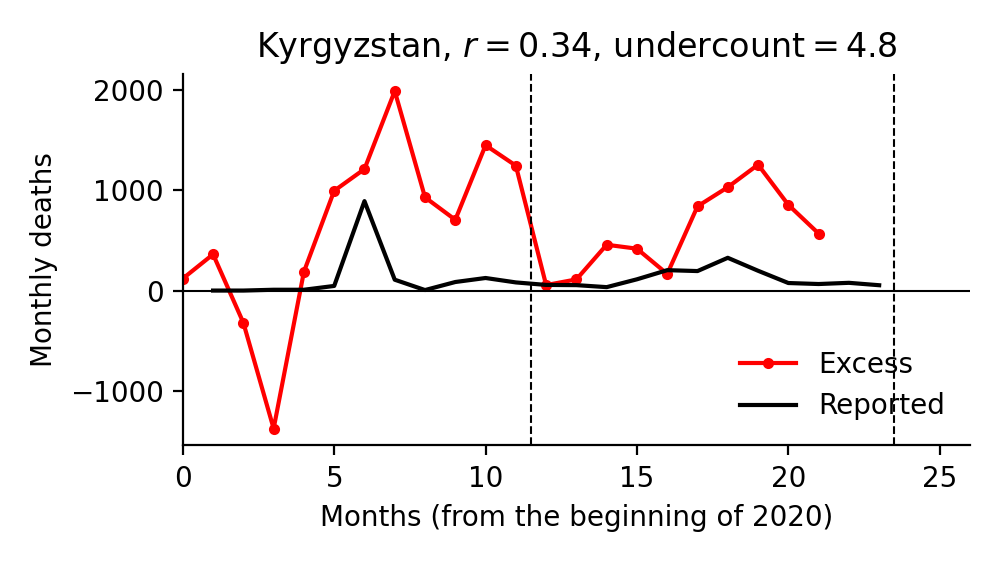 Kyrgyzstan, r = 0.34, undercount = 4.8
Monthly deaths
2000
1000
0
−1000
Excess
Reported
0 5 10 15 20 25
Months (from the beginning of 2020)